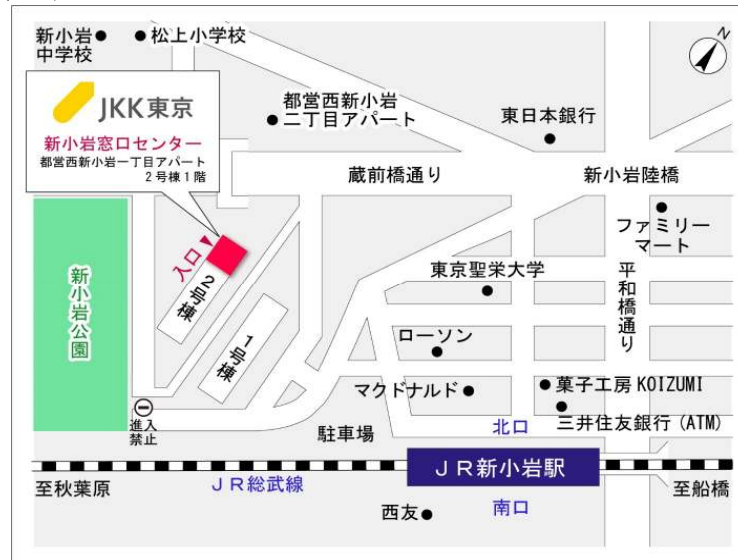 新小岩
中学校
松上小学校
N
JKK東京
新小岩窓口センター
都営西新小岩一丁目アパート
2号棟1階
都営西新小岩
二丁目アパート
東日本銀行
蔵前橋通り
新小岩陸橋
ファミリー
マート
新小岩公園
入口
2号棟
1号棟
東京聖栄大学
平和橋通り
ローソン
マクドナルド
菓子工房 KOIZUMI
三井住友銀行 (ATM)
進入
禁止
駐車場
北口
JR新小岩駅
至秋葉原
JR総武線
至船橋
西友
南口